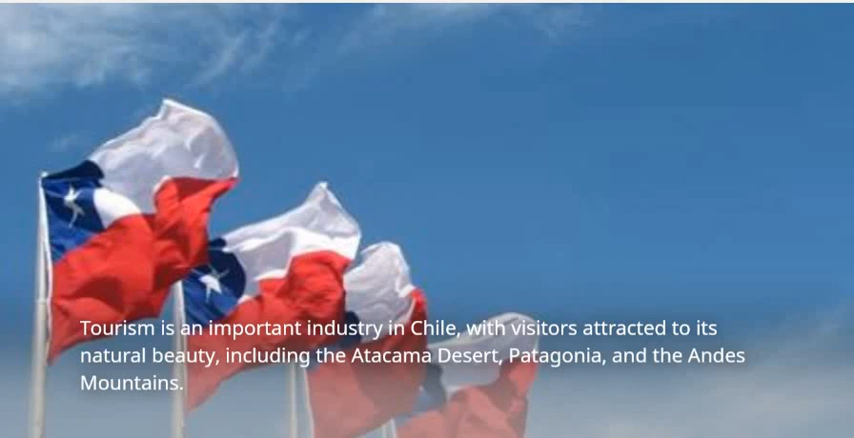 Tourism is an important industry in Chile, with visitors attracted to its
natural beauty, including the Atacama Desert, Patagonia, and the Andes
Mountains.